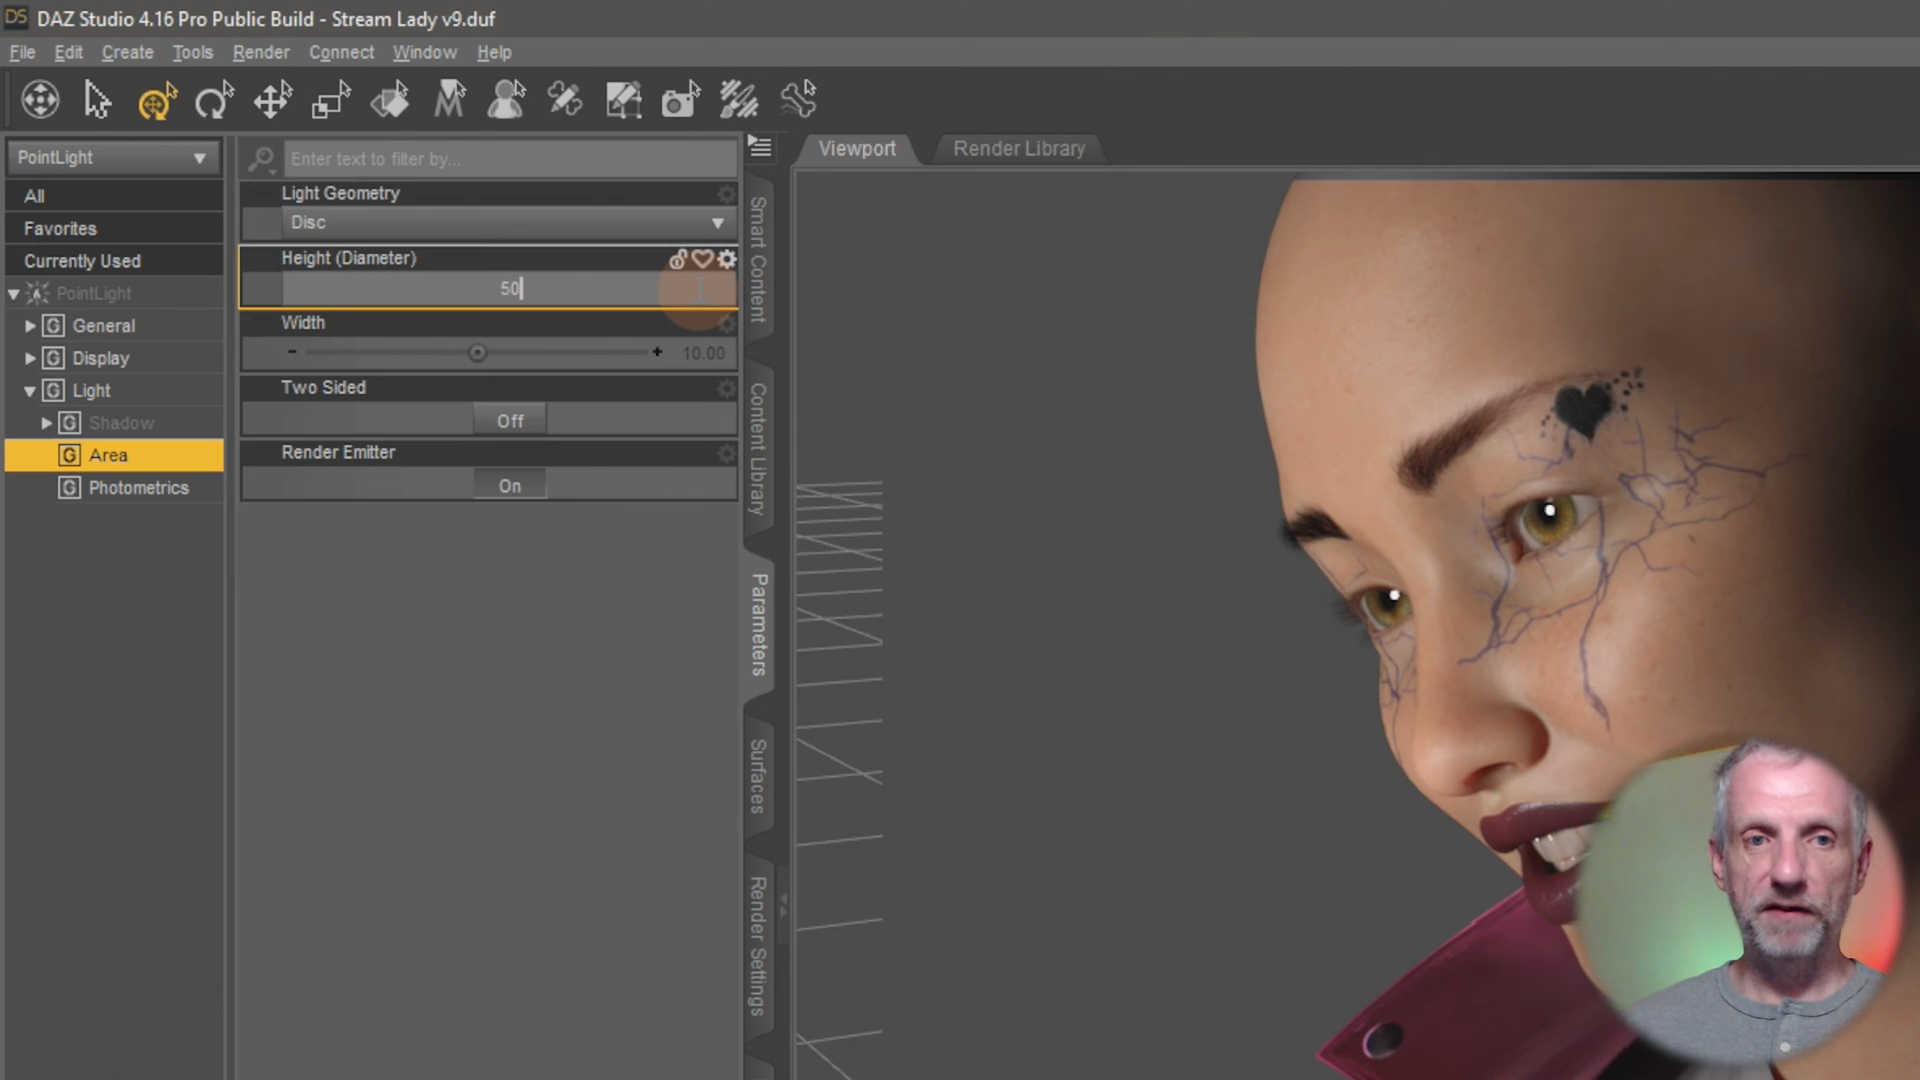 DS DAZ Studio 4.16 Pro Public Build - Stream Lady v9.duf
File Edit Create Tools Render Connect Window Help
PointLight
Enter text to filter by...
Viewport
Render Library
All
Favorites
Currently Used
PointLight
General
Display
Light
Shadow
Area
Photometrics
Light Geometry
Disc
Height (Diameter)
50
Width
- + 10.00
Two Sided
Off
Render Emitter
On
Smart Content
Content Library
Parameters
Surfaces
Render Settings